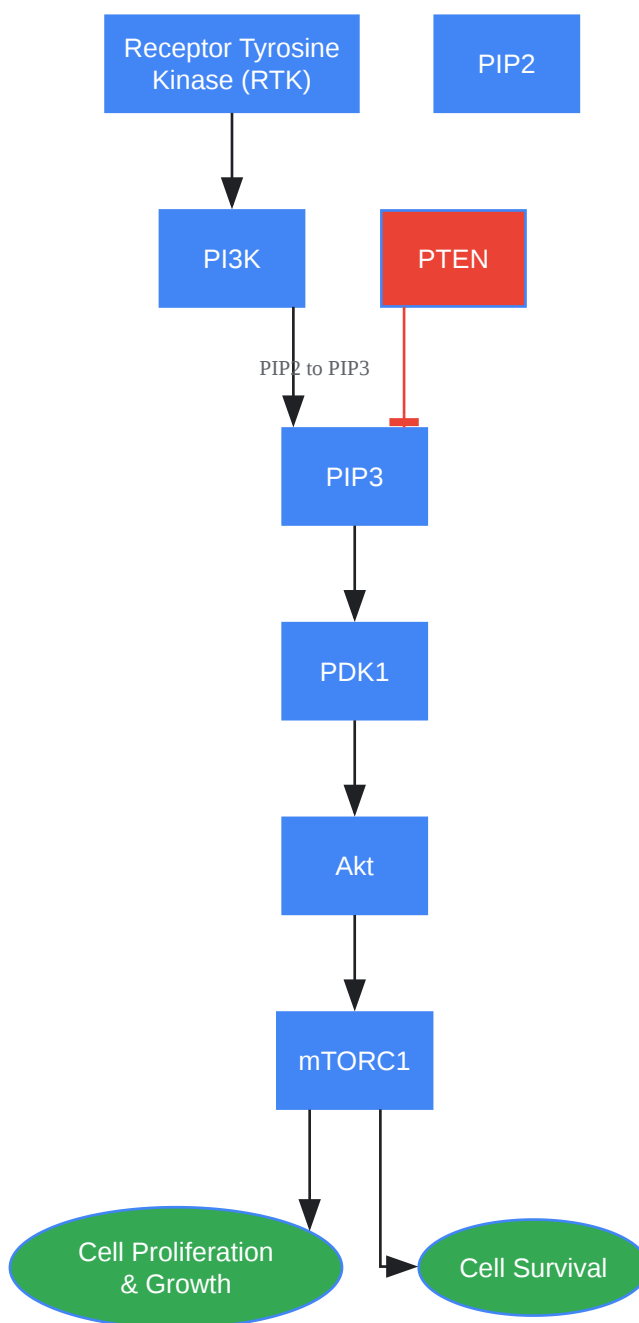 Receptor Tyrosine
Kinase (RTK)
PIP2
PI3K
PTEN
PIP2 to PIP3
PIP3
PDK1
Akt
mTORC1
Cell Proliferation
& Growth
Cell Survival